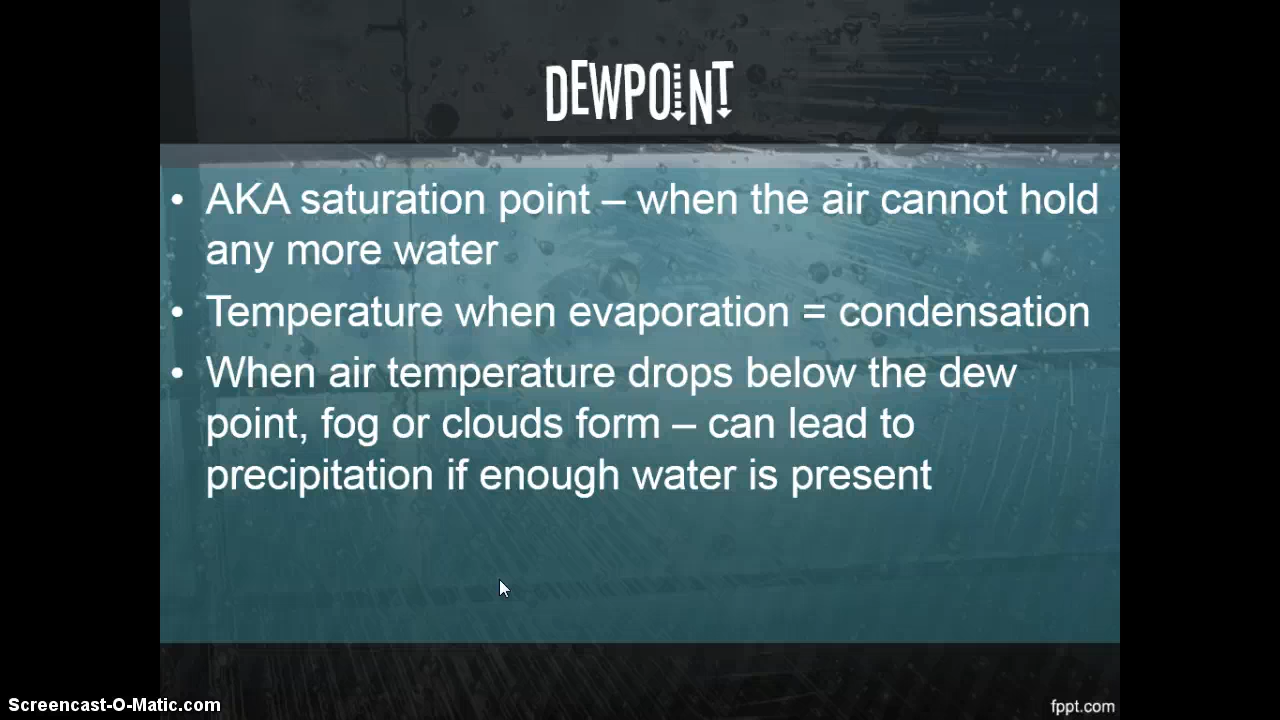 DEWPOINT
• AKA saturation point – when the air cannot hold
any more water
• Temperature when evaporation = condensation
• When air temperature drops below the dew
point, fog or clouds form – can lead to
precipitation if enough water is present
Screencast-O-Matic.com
fppt.com